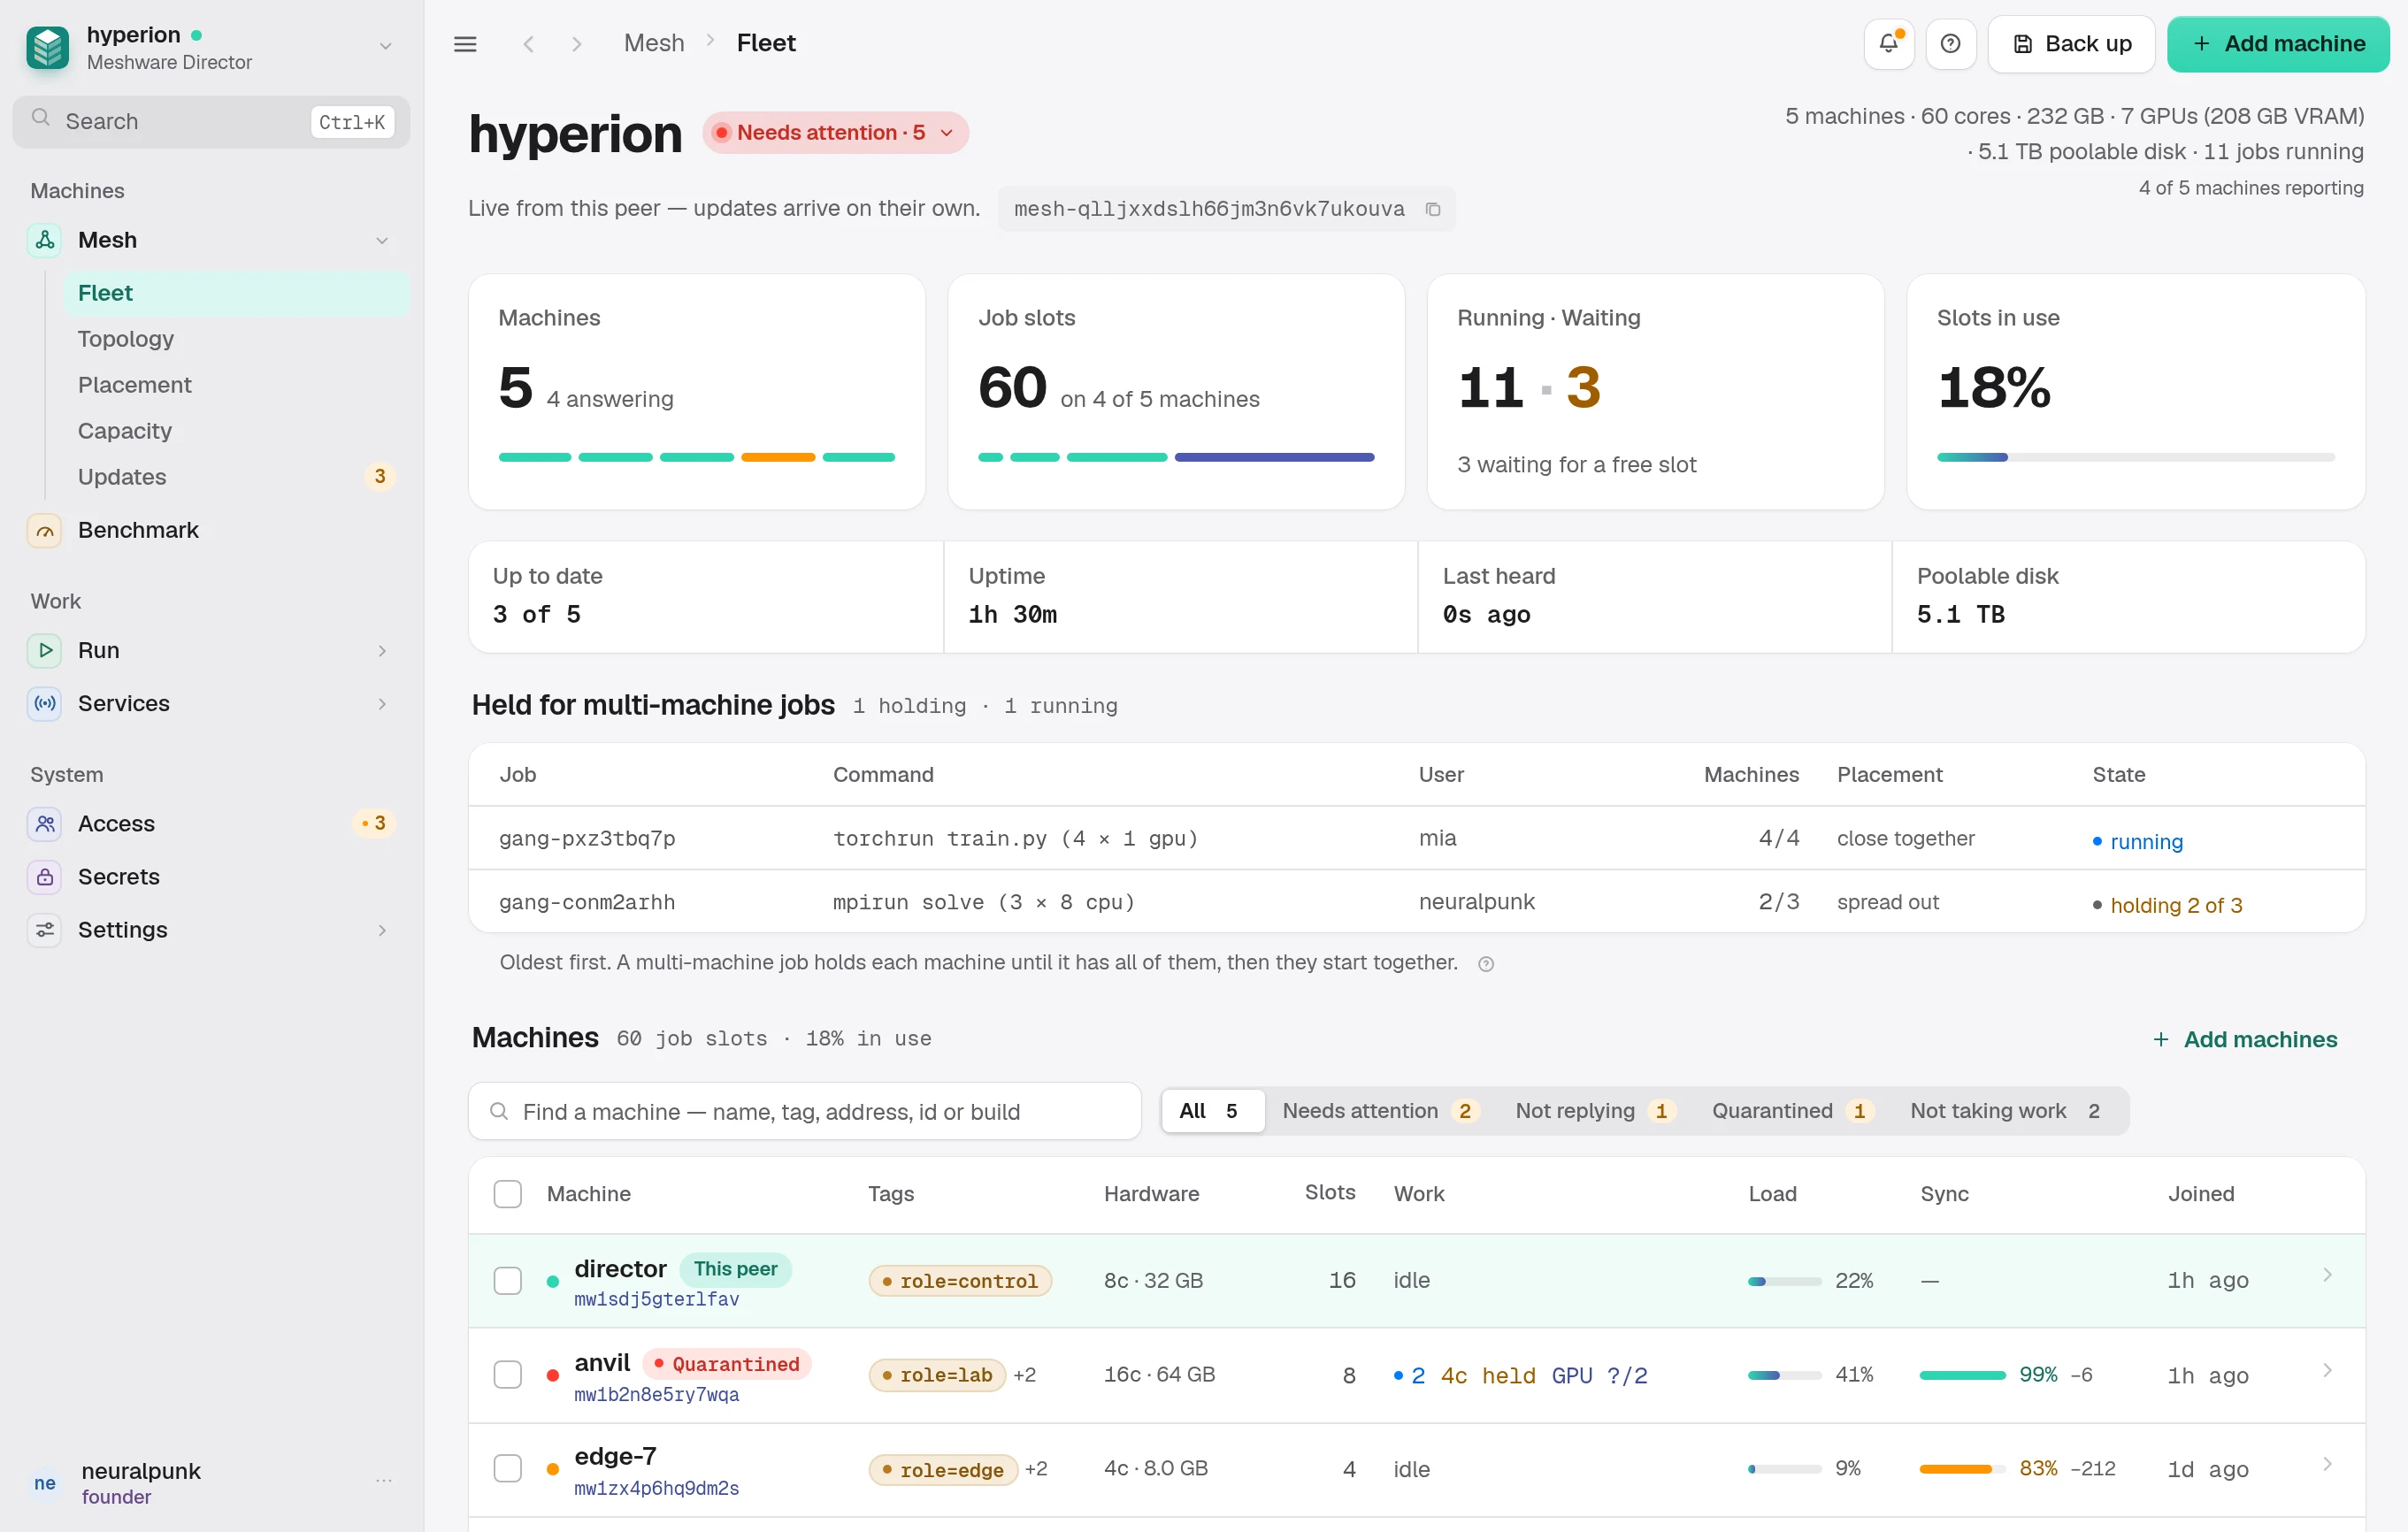 hyperion
Meshware Director
Search Ctrl+K
Machines
Mesh
Fleet
Topology
Placement
Capacity
Updates 3
Benchmark
Work
Run
Services
System
Access • 3
Secrets
Settings
ne neuralpunk
founder
Mesh > Fleet
Back up
+ Add machine
hyperion Needs attention · 5
5 machines · 60 cores · 232 GB · 7 GPUs (208 GB VRAM)
· 5.1 TB poolable disk · 11 jobs running
4 of 5 machines reporting
Live from this peer — updates arrive on their own. mesh-qlljxxdslh66jm3n6vk7ukouva
Machines
5 4 answering
Job slots
60 on 4 of 5 machines
Running · Waiting
11 · 3
3 waiting for a free slot
Slots in use
18%
Up to date
3 of 5
Uptime
1h 30m
Last heard
0s ago
Poolable disk
5.1 TB
Held for multi-machine jobs 1 holding · 1 running
Job Command User Machines Placement State
gang-pxz3tbq7p torchrun train.py (4 × 1 gpu) mia 4/4 close together • running
gang-conm2arhh mpirun solve (3 × 8 cpu) neuralpunk 2/3 spread out • holding 2 of 3
Oldest first. A multi-machine job holds each machine until it has all of them, then they start together.
Machines 60 job slots · 18% in use
+ Add machines
Find a machine — name, tag, address, id or build
All 5 Needs attention 2 Not replying 1 Quarantined 1 Not taking work 2
Machine Tags Hardware Slots Work Load Sync Joined
director This peer role=control 8c · 32 GB 16 idle 22% — 1h ago
mw1sdj5gterlfav
anvil Quarantined role=lab +2 16c · 64 GB 8 • 2 4c held GPU ?/2 41% 99% −6 1h ago
mw1b2n8e5ry7wqa
edge-7 role=edge +2 4c · 8.0 GB 4 idle 9% 83% −212 1d ago
mw1zx4p6hq9dm2s